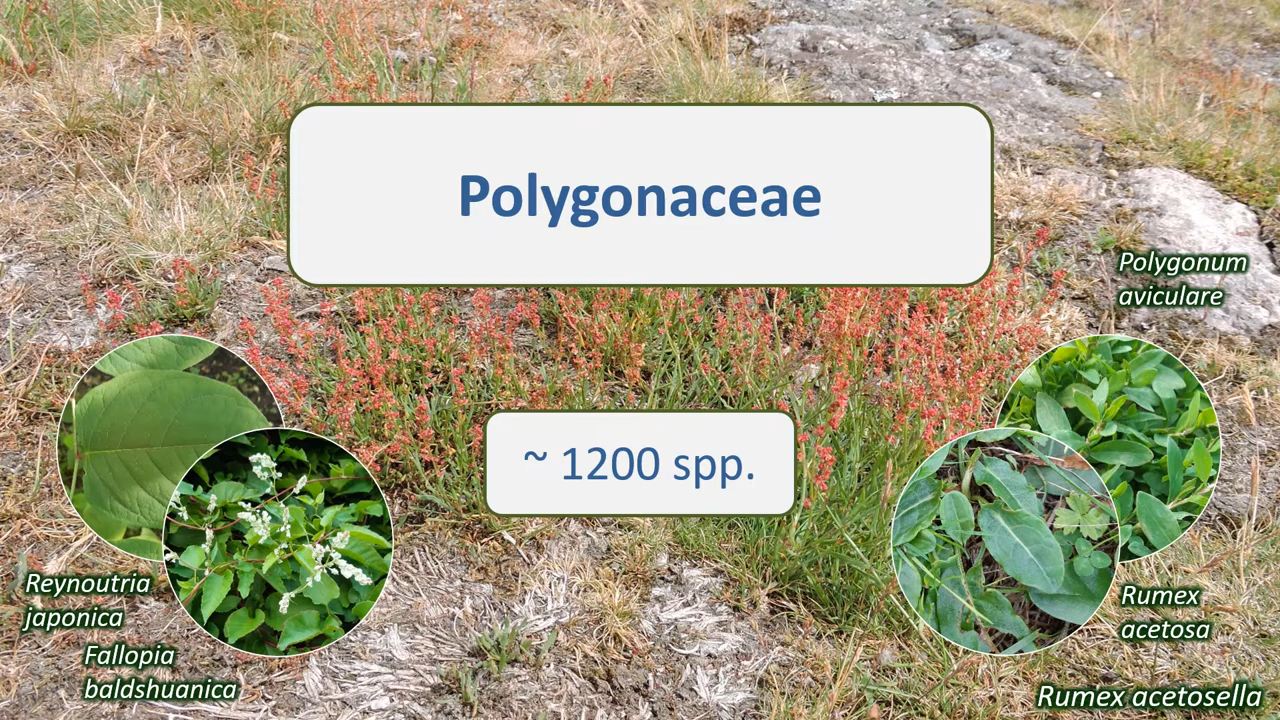 Polygonaceae
~ 1200 spp.
Polygonum
aviculare
Reynoutria
japonica
Fallopia
baldshuanica
Rumex
acetosa
Rumex acetosella